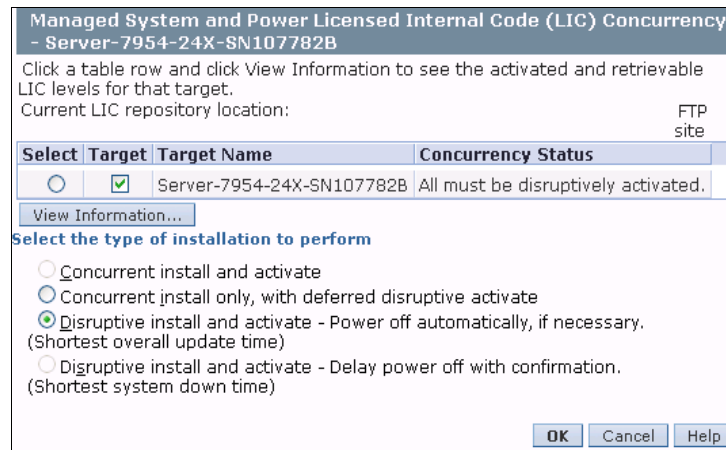 Managed System and Power Licensed Internal Code (LIC) Concurrency
- Server-7954-24X-SN107782B
Click a table row and click View Information to see the activated and retrievable
LIC levels for that target.
Current LIC repository location: FTP
site
Select Target Target Name Concurrency Status
Server-7954-24X-SN107782B All must be disruptively activated.
View Information...
Select the type of installation to perform
Concurrent install and activate
Concurrent install only, with deferred disruptive activate
Disruptive install and activate - Power off automatically, if necessary.
(Shortest overall update time)
Disruptive install and activate - Delay power off with confirmation.
(Shortest system down time)
OK Cancel Help